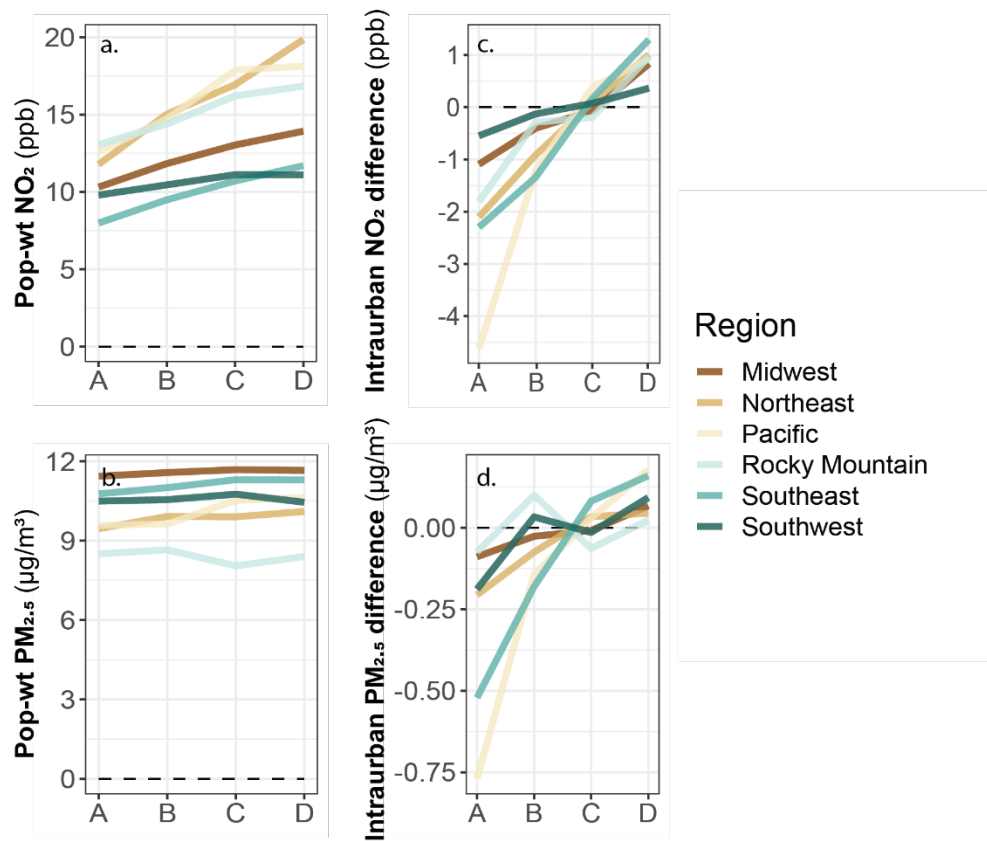 a.
Pop-wt NO₂ (ppb)
20
15
10
5
0
A B C D
c.
Intraurban NO₂ difference (ppb)
1
0
-1
-2
-3
-4
A B C D
b.
Pop-wt PM₂.₅ (µg/m³)
12
9
6
3
0
A B C D
d.
Intraurban PM₂.₅ difference (µg/m³)
0.00
-0.25
-0.50
-0.75
A B C D
Region
Midwest
Northeast
Pacific
Rocky Mountain
Southeast
Southwest